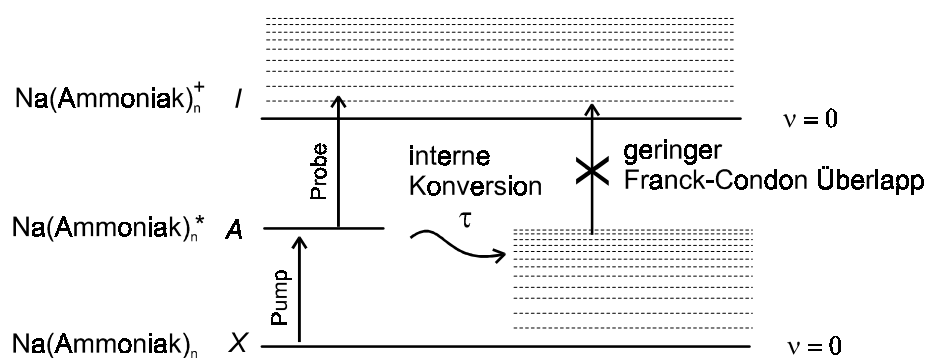 Na(Ammoniak)ₙ⁺ I
ν = 0
Probe
interne
Konversion
τ
geringer
Franck-Condon Überlapp
Na(Ammoniak)ₙ* A
Pump
Na(Ammoniak)ₙ X
ν = 0